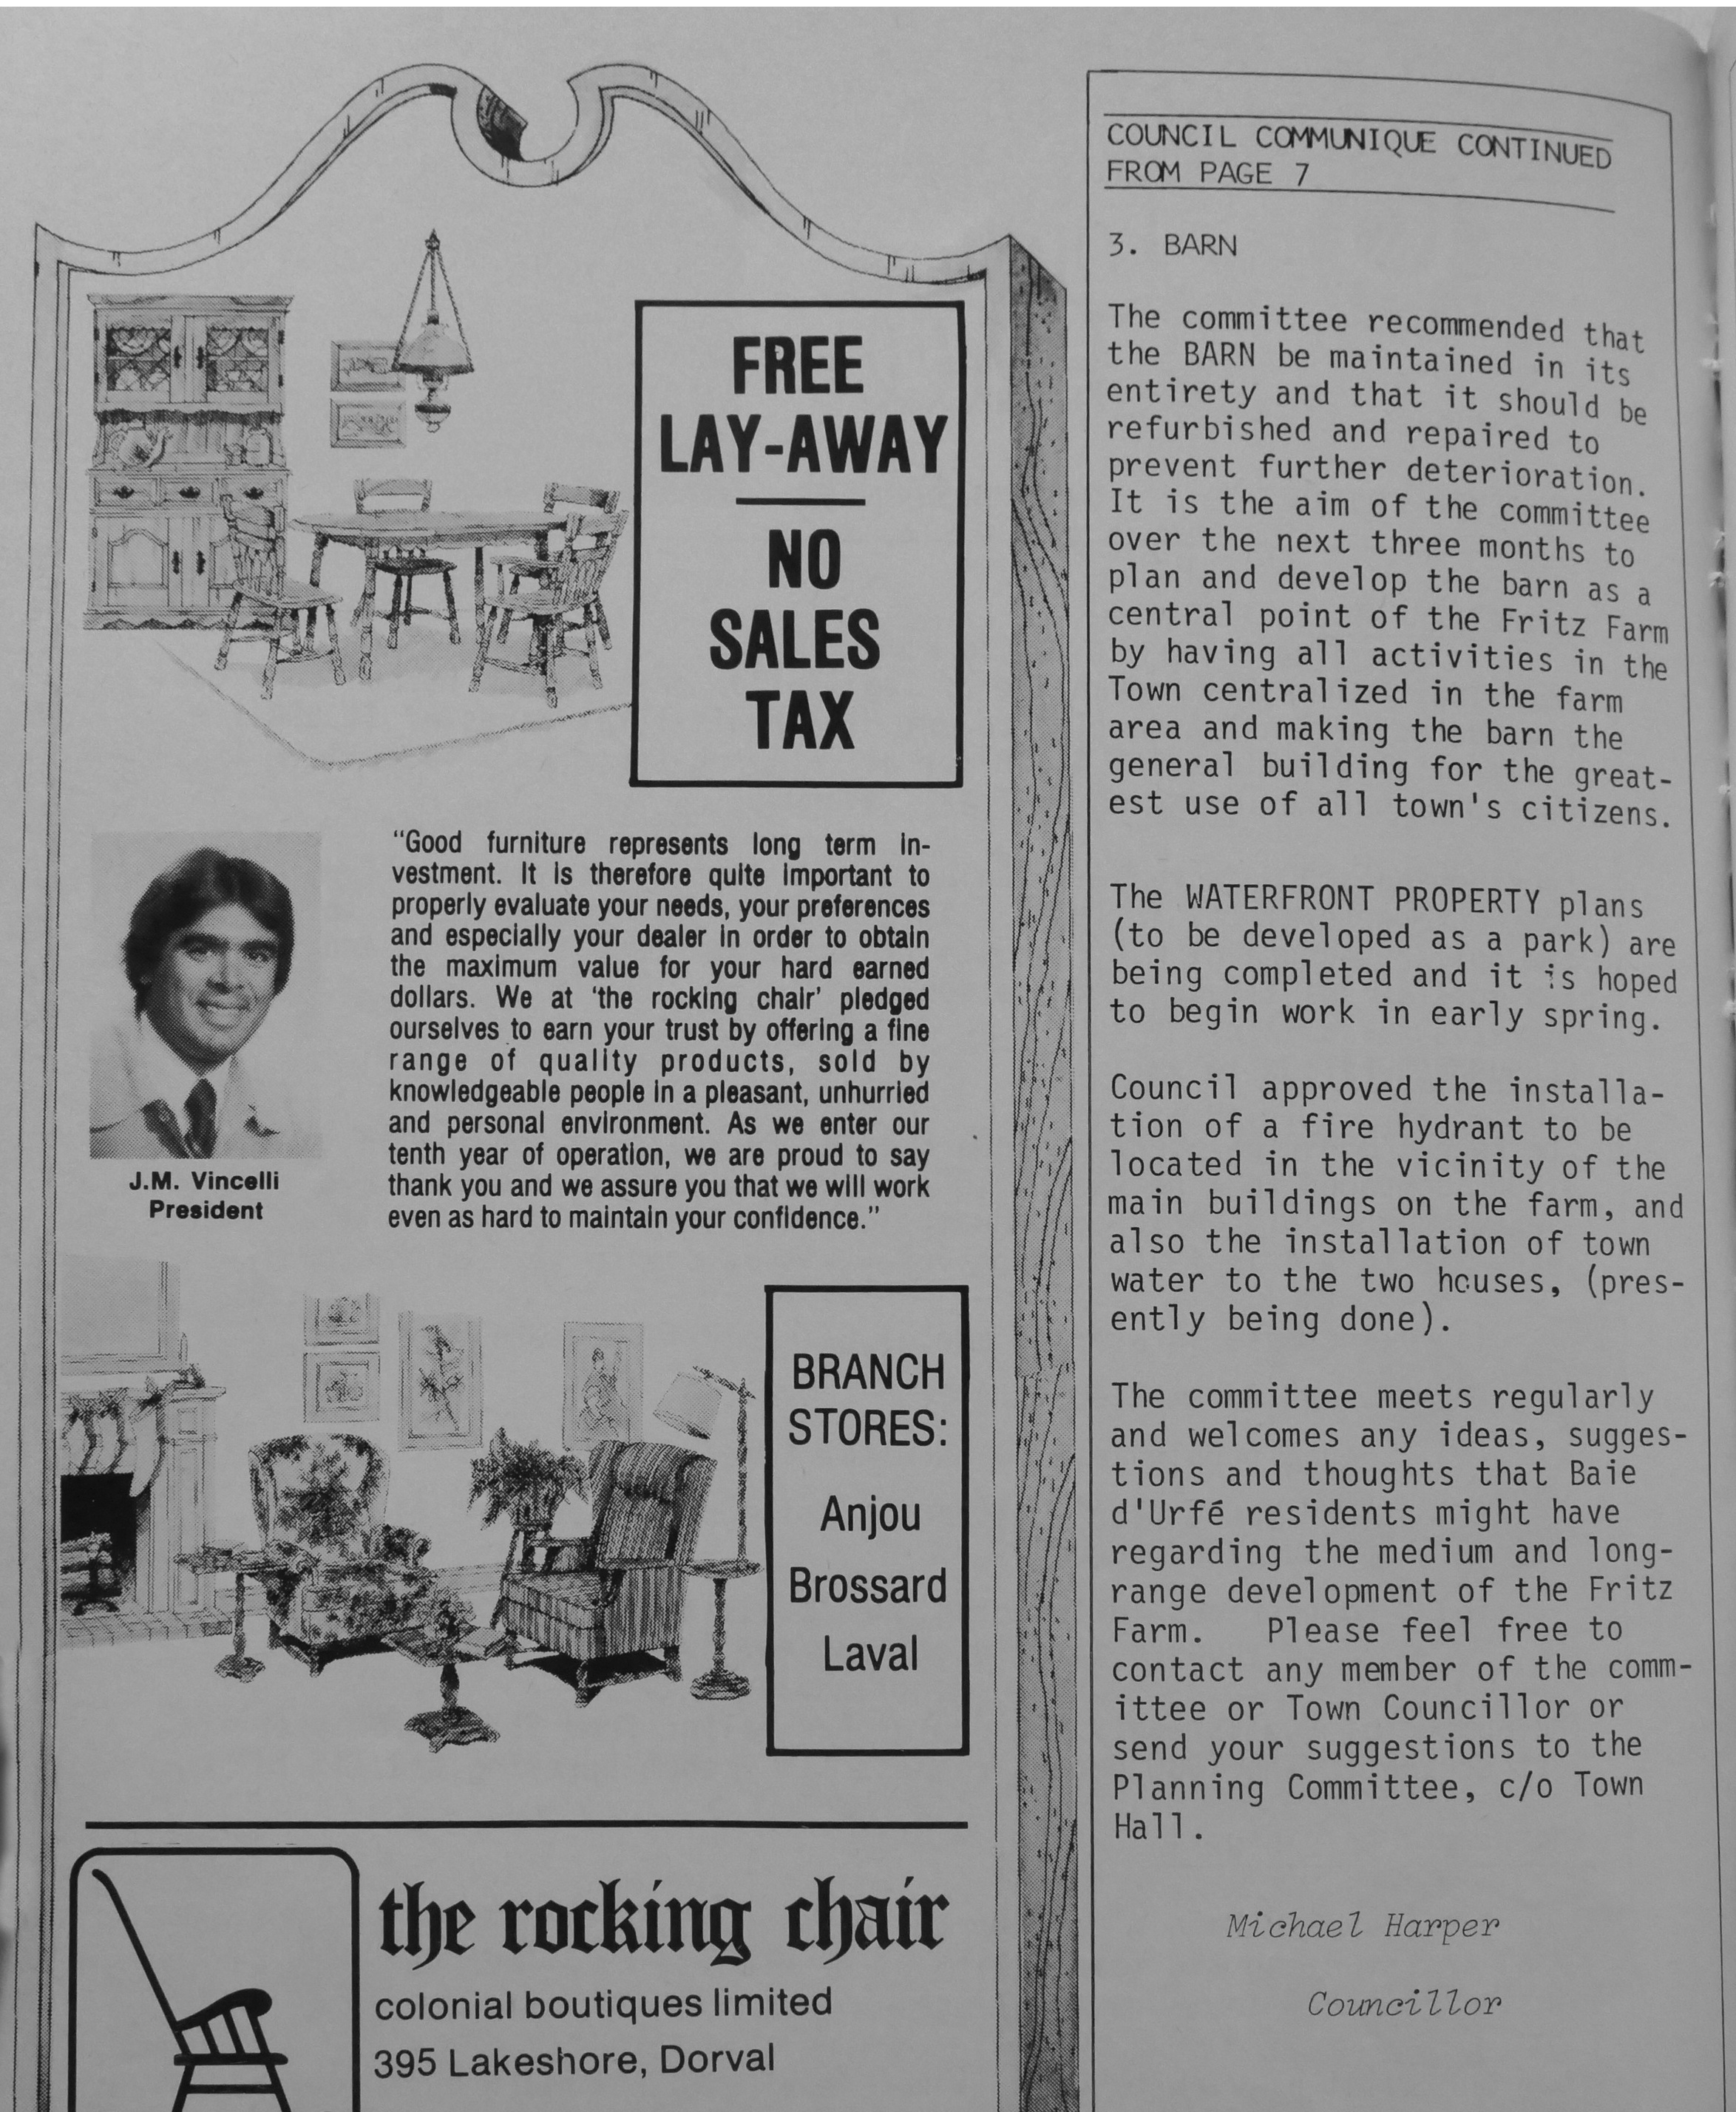 FREE
LAY-AWAY
NO
SALES
TAX
“Good furniture represents long term in-
vestment. It is therefore quite important to
properly evaluate your needs, your preferences
and especially your dealer in order to obtain
the maximum value for your hard earned
dollars. We at ‘the rocking chair’ pledged
ourselves to earn your trust by offering a fine
range of quality products, sold by
knowledgeable people in a pleasant, unhurried
and personal environment. As we enter our
tenth year of operation, we are proud to say
thank you and we assure you that we will work
even as hard to maintain your confidence.”
J.M. Vincelli
President
BRANCH
STORES:
Anjou
Brossard
Laval
the rocking chair
colonial boutiques limited
395 Lakeshore, Dorval
COUNCIL COMMUNIQUE CONTINUED
FROM PAGE 7
3. BARN
The committee recommended that
the BARN be maintained in its
entirety and that it should be
refurbished and repaired to
prevent further deterioration.
It is the aim of the committee
over the next three months to
plan and develop the barn as a
central point of the Fritz Farm
by having all activities in the
Town centralized in the farm
area and making the barn the
general building for the great-
est use of all town's citizens.
The WATERFRONT PROPERTY plans
(to be developed as a park) are
being completed and it is hoped
to begin work in early spring.
Council approved the installa-
tion of a fire hydrant to be
located in the vicinity of the
main buildings on the farm, and
also the installation of town
water to the two houses, (pres-
ently being done).
The committee meets regularly
and welcomes any ideas, sugges-
tions and thoughts that Baie
d'Urfé residents might have
regarding the medium and long-
range development of the Fritz
Farm. Please feel free to
contact any member of the comm-
ittee or Town Councillor or
send your suggestions to the
Planning Committee, c/o Town
Hall.
Michael Harper
Councillor